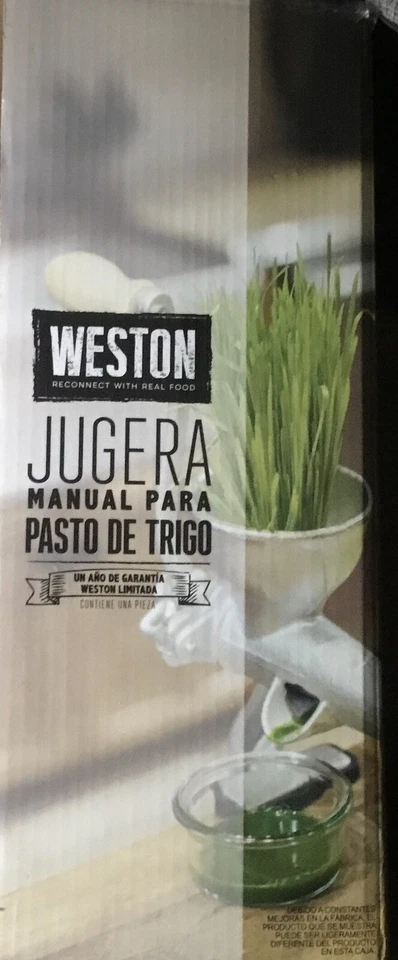 WESTON
RECONNECT WITH REAL FOOD
JUGERA
MANUAL PARA
PASTO DE TRIGO
UN AÑO DE GARANTÍA
WESTON LIMITADA
CONTIENE UNA PIEZA
DEBIDO A CONSTANTES
MEJORAS EN LA FABRICA, EL
PRODUCTO QUE SE MUESTRA
PUEDE SER LIGERAMENTE
DIFERENTE DEL PRODUCTO
EN ESTA CAJA.